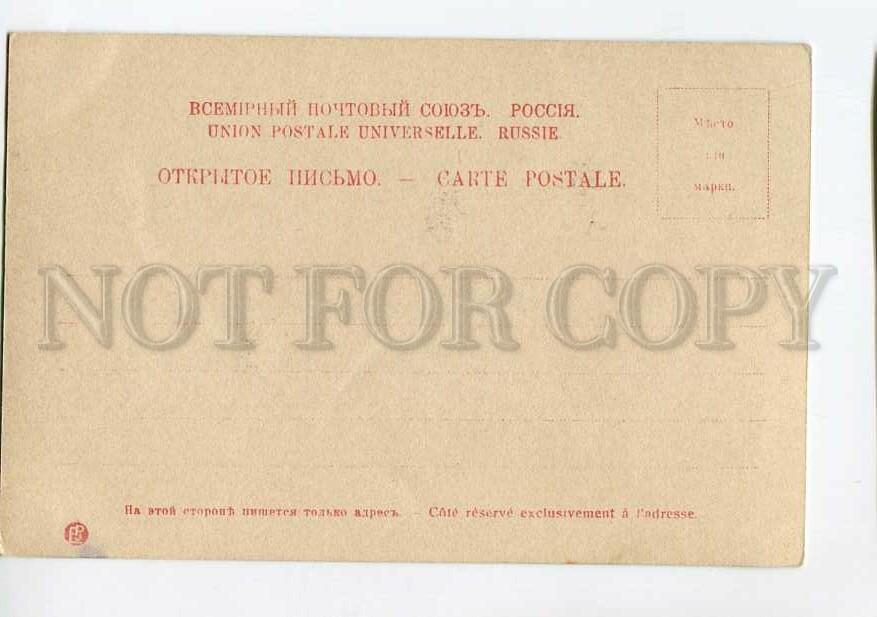 ВСЕМІРНЫЙ ПОЧТОВЫЙ СОЮЗЪ. РОССІЯ.
UNION POSTALE UNIVERSELLE. RUSSIE
ОТКРЫТОЕ ПИСЬМО. — CARTE POSTALE.
Мѣсто
для
марки.
NOT FOR COPY
На этой сторонѣ пишется только адресъ. — Côté réservé exclusivement à l'adresse.